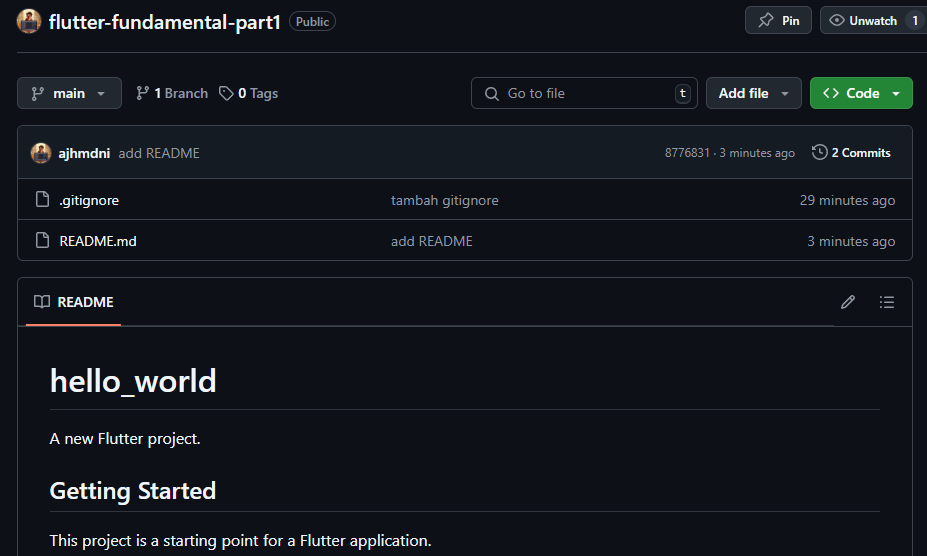 flutter-fundamental-part1 Public Pin Unwatch 1
main 1 Branch 0 Tags Go to file t Add file Code
ajhmdni add README 8776831 · 3 minutes ago 2 Commits
.gitignore tambah gitignore 29 minutes ago
README.md add README 3 minutes ago
README
hello_world
A new Flutter project.
Getting Started
This project is a starting point for a Flutter application.